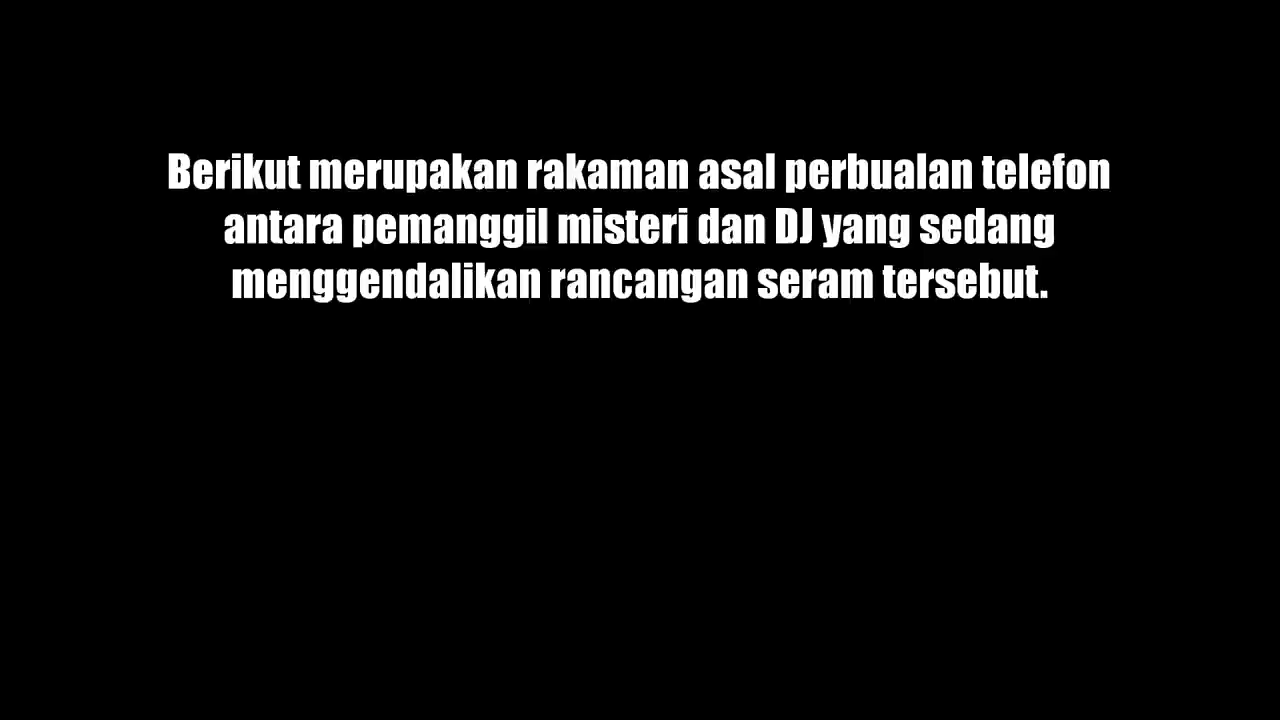 Berikut merupakan rakaman asal perbualan telefon
antara pemanggil misteri dan DJ yang sedang
menggendalikan rancangan seram tersebut.